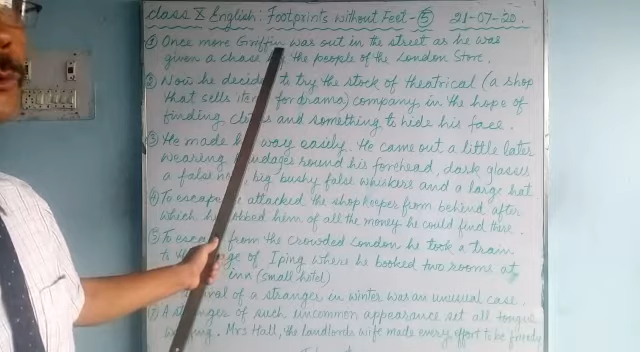 Class X English: Footprints without Feet-5 21-07-20.
① Once more Griffin was out in the street as he was
given a chase the people of the London Store.
② Now he decided to try the stock of theatrical (a shop
that sells for drama) company in the hope of
finding and something to hide his face.
③ He made way easily. He came out a little later
wearing round his forehead, dark glasses
a false big bushy false whiskers and a large hat
④ To escape attacked the shopkeeper from behind after
which him of all the money he could find there.
⑤ To from the crowded London he took a train
to of Iping where he booked two rooms at
inn (small hotel)
of a stranger in winter was an unusual case.
A of such uncommon appearance set all
Mrs Hall, the landlords wife made every effort to be friendly